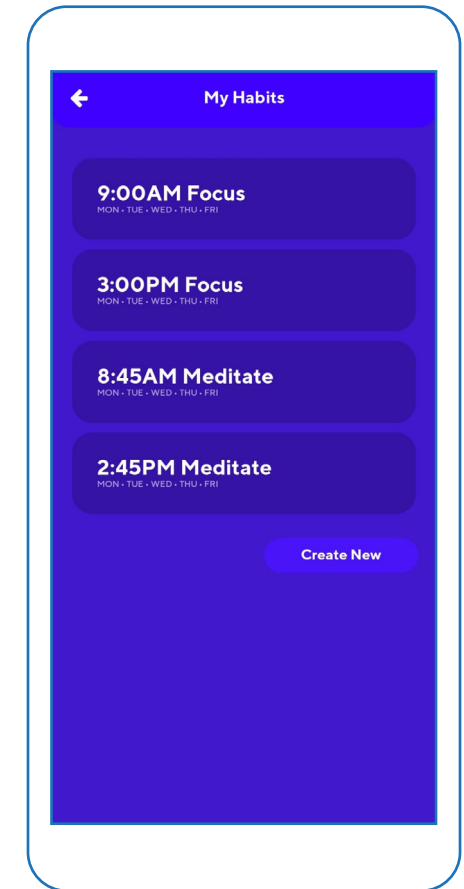 My Habits
9:00AM Focus
MON • TUE • WED • THU • FRI
3:00PM Focus
MON • TUE • WED • THU • FRI
8:45AM Meditate
MON • TUE • WED • THU • FRI
2:45PM Meditate
MON • TUE • WED • THU • FRI
Create New